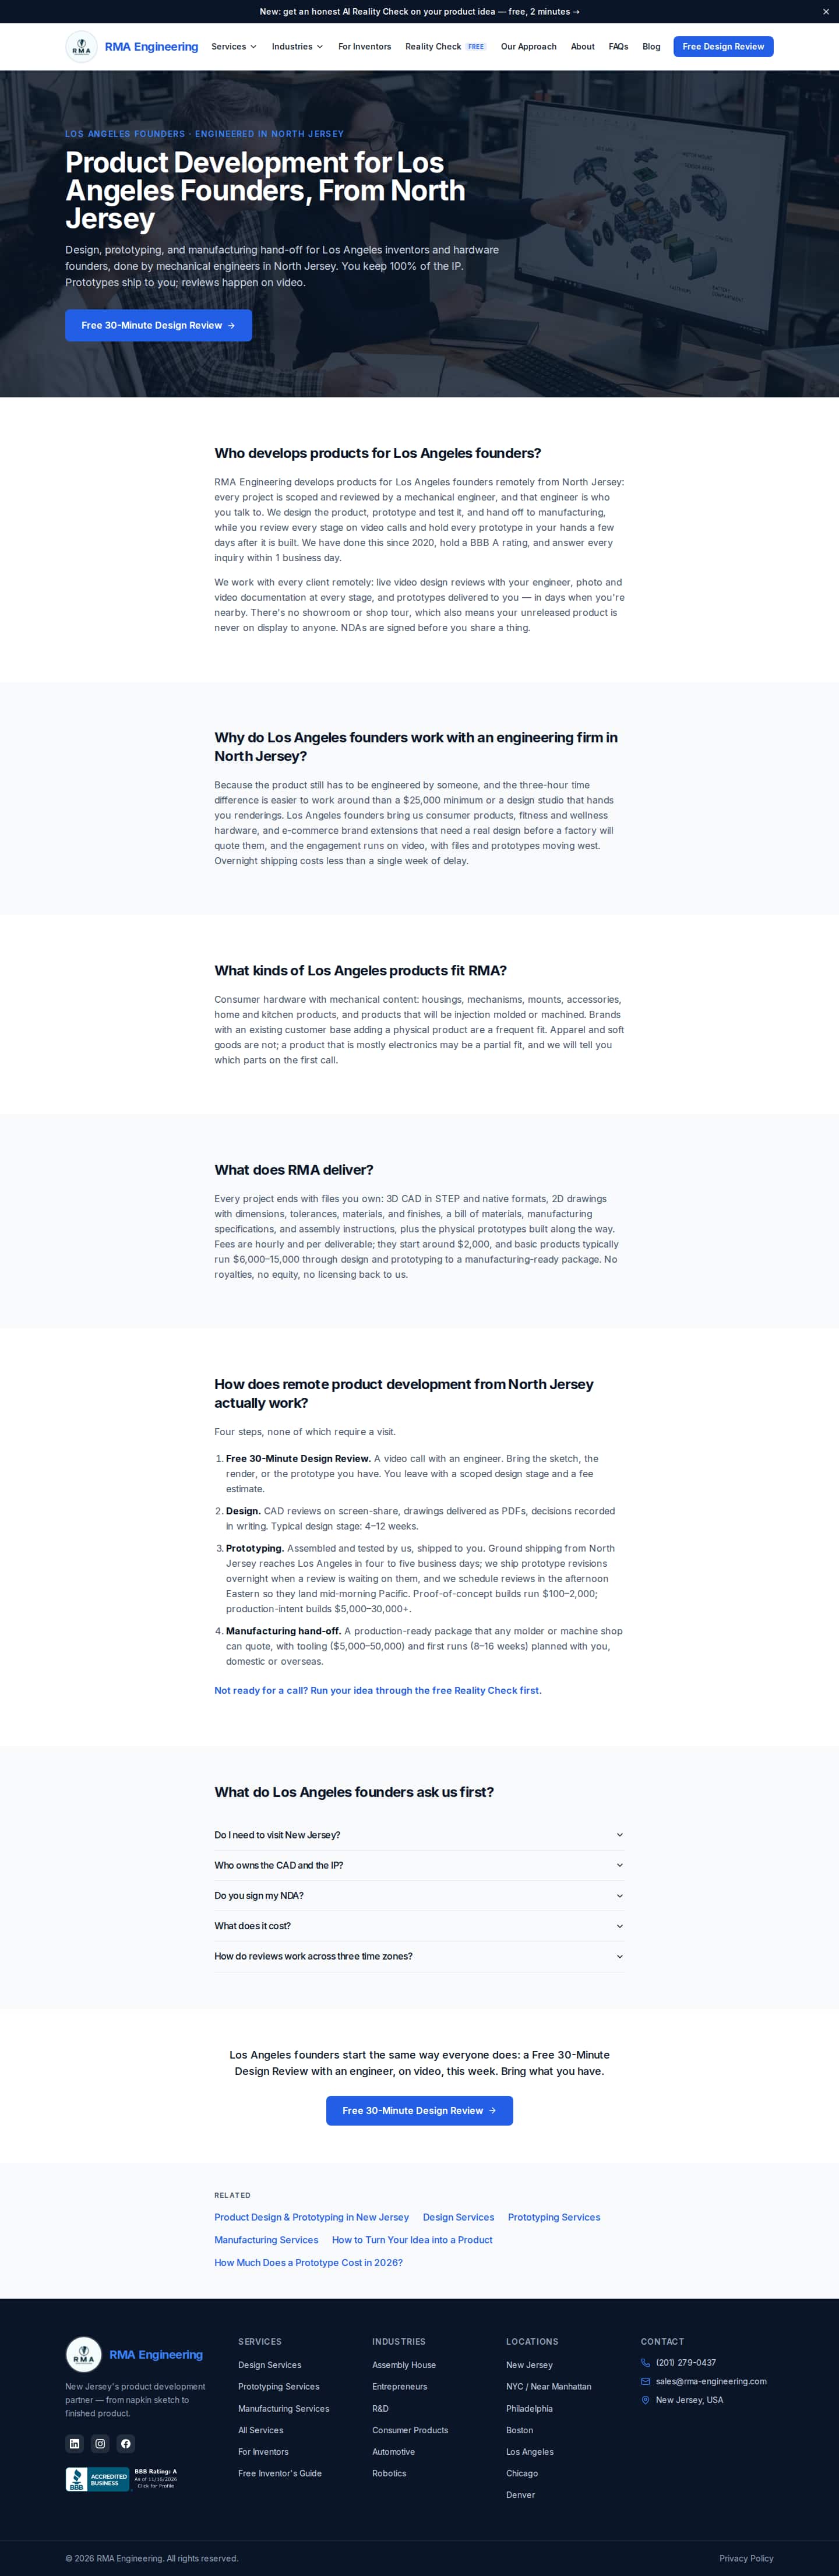 New: get an honest AI Reality Check on your product idea — free, 2 minutes →
RMA Engineering
Services
Industries
For Inventors
Reality Check FREE
Our Approach
About
FAQs
Blog
Free Design Review
LOS ANGELES FOUNDERS · ENGINEERED IN NORTH JERSEY
Product Development for Los
Angeles Founders, From North
Jersey
Design, prototyping, and manufacturing hand-off for Los Angeles inventors and hardware
founders, done by mechanical engineers in North Jersey. You keep 100% of the IP.
Prototypes ship to you; reviews happen on video.
Free 30-Minute Design Review →
Who develops products for Los Angeles founders?
RMA Engineering develops products for Los Angeles founders remotely from North Jersey:
every project is scoped and reviewed by a mechanical engineer, and that engineer is who
you talk to. We design the product, prototype and test it, and hand off to manufacturing,
while you review every stage on video calls and hold every prototype in your hands a few
days after it is built. We have done this since 2020, hold a BBB A rating, and answer every
inquiry within 1 business day.
We work with every client remotely: live video design reviews with your engineer, photo and
video documentation at every stage, and prototypes delivered to you — in days when you're
nearby. There's no showroom or shop tour, which also means your unreleased product is
never on display to anyone. NDAs are signed before you share a thing.
Why do Los Angeles founders work with an engineering firm in
North Jersey?
Because the product still has to be engineered by someone, and the three-hour time
difference is easier to work around than a $25,000 minimum or a design studio that hands
you renderings. Los Angeles founders bring us consumer products, fitness and wellness
hardware, and e-commerce brand extensions that need a real design before a factory will
quote them, and the engagement runs on video, with files and prototypes moving west.
Overnight shipping costs less than a single week of delay.
What kinds of Los Angeles products fit RMA?
Consumer hardware with mechanical content: housings, mechanisms, mounts, accessories,
home and kitchen products, and products that will be injection molded or machined. Brands
with an existing customer base adding a physical product are a frequent fit. Apparel and soft
goods are not; a product that is mostly electronics may be a partial fit, and we will tell you
which parts on the first call.
What does RMA deliver?
Every project ends with files you own: 3D CAD in STEP and native formats, 2D drawings
with dimensions, tolerances, materials, and finishes, a bill of materials, manufacturing
specifications, and assembly instructions, plus the physical prototypes built along the way.
Fees are hourly and per deliverable; they start around $2,000, and basic products typically
run $6,000–15,000 through design and prototyping to a manufacturing-ready package. No
royalties, no equity, no licensing back to us.
How does remote product development from North Jersey
actually work?
Four steps, none of which require a visit.
1. Free 30-Minute Design Review. A video call with an engineer. Bring the sketch, the
render, or the prototype you have. You leave with a scoped design stage and a fee
estimate.
2. Design. CAD reviews on screen-share, drawings delivered as PDFs, decisions recorded
in writing. Typical design stage: 4–12 weeks.
3. Prototyping. Assembled and tested by us, shipped to you. Ground shipping from North
Jersey reaches Los Angeles in four to five business days; we ship prototype revisions
overnight when a review is waiting on them, and we schedule reviews in the afternoon
Eastern so they land mid-morning Pacific. Proof-of-concept builds run $100–2,000;
production-intent builds $5,000–30,000+.
4. Manufacturing hand-off. A production-ready package that any molder or machine shop
can quote, with tooling ($5,000–50,000) and first runs (8–16 weeks) planned with you,
domestic or overseas.
Not ready for a call? Run your idea through the free Reality Check first.
What do Los Angeles founders ask us first?
Do I need to visit New Jersey?
Who owns the CAD and the IP?
Do you sign my NDA?
What does it cost?
How do reviews work across three time zones?
Los Angeles founders start the same way everyone does: a Free 30-Minute
Design Review with an engineer, on video, this week. Bring what you have.
Free 30-Minute Design Review →
RELATED
Product Design & Prototyping in New Jersey
Design Services
Prototyping Services
Manufacturing Services
How to Turn Your Idea into a Product
How Much Does a Prototype Cost in 2026?
RMA Engineering
New Jersey's product development
partner — from napkin sketch to
finished product.
BBB ACCREDITED BUSINESS
BBB Rating: A
As of 11/16/2026
Click for Profile
SERVICES
Design Services
Prototyping Services
Manufacturing Services
All Services
For Inventors
Free Inventor's Guide
INDUSTRIES
Assembly House
Entrepreneurs
R&D
Consumer Products
Automotive
Robotics
LOCATIONS
New Jersey
NYC / Near Manhattan
Philadelphia
Boston
Los Angeles
Chicago
Denver
CONTACT
(201) 279-0437
sales@rma-engineering.com
New Jersey, USA
© 2026 RMA Engineering. All rights reserved.
Privacy Policy